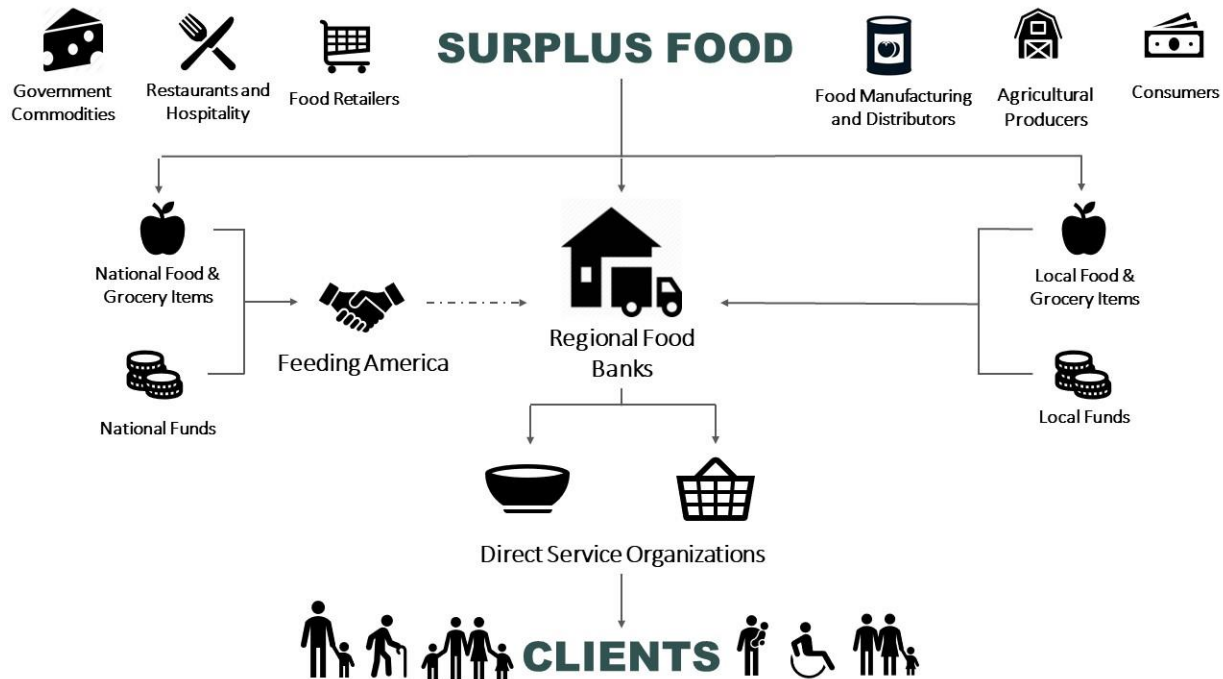 SURPLUS FOOD
Government
Commodities
Restaurants and
Hospitality
Food Retailers
Food Manufacturing
and Distributors
Agricultural
Producers
Consumers
National Food &
Grocery Items
Local Food &
Grocery Items
Feeding America
Regional Food
Banks
National Funds
Local Funds
Direct Service Organizations
CLIENTS